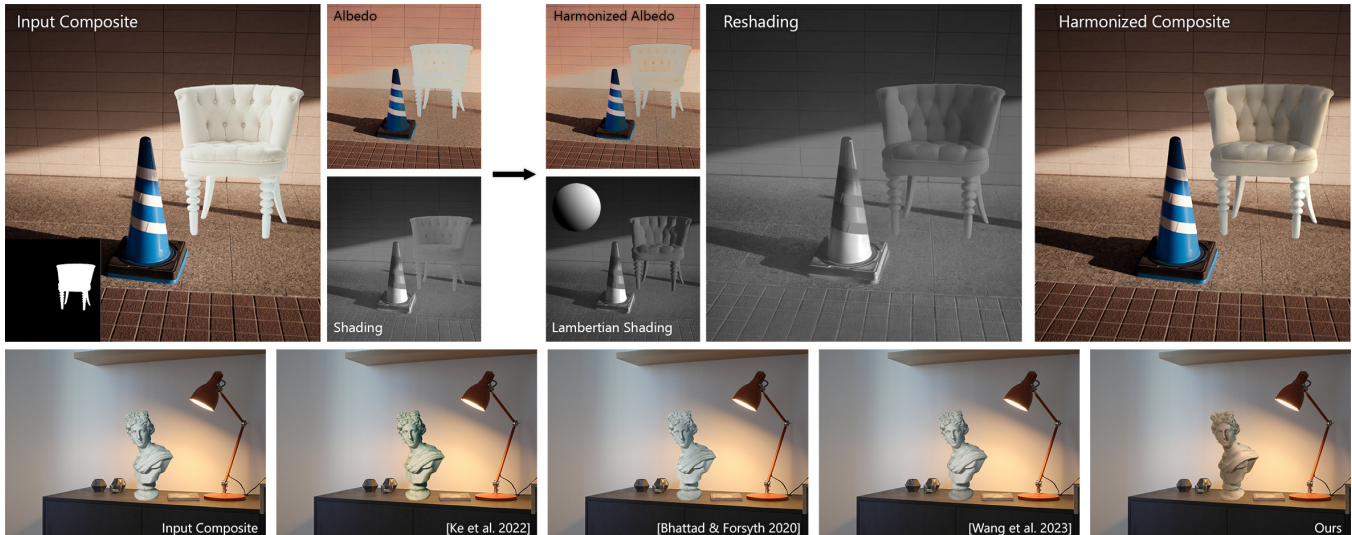 Input Composite
Albedo
Harmonized Albedo
Reshading
Harmonized Composite
Shading
Lambertian Shading
Input Composite
[Ke et al. 2022]
[Bhattad & Forsyth 2020]
[Wang et al. 2023]
Ours